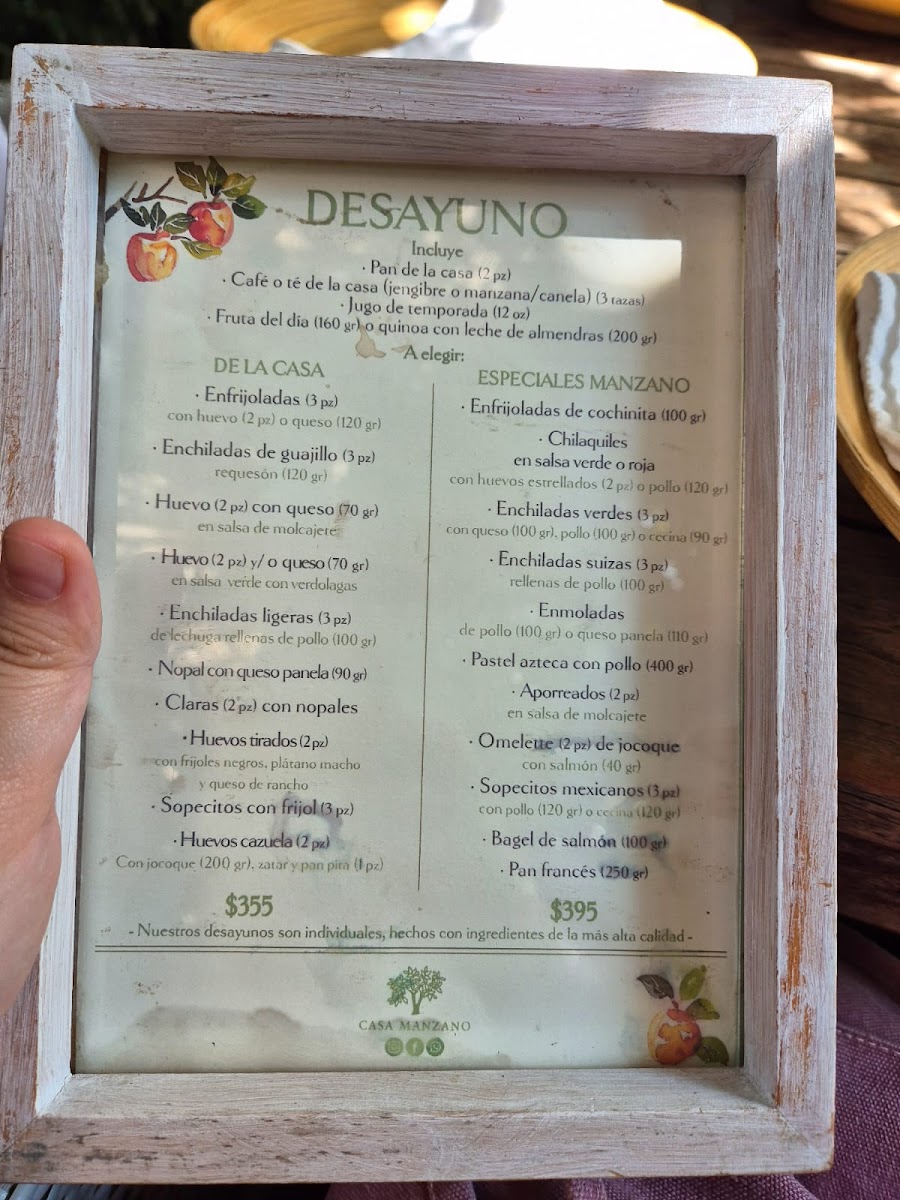 DESAYUNO
Incluye
· Pan de la casa (2 pz)
· Café o té de la casa (jengibre o manzana/canela) (3 tazas)
· Jugo de temporada (12 oz)
· Fruta del día (160 gr) o quinoa con leche de almendras (200 gr)
A elegir:
DE LA CASA
· Enfrijoladas (3 pz)
con huevo (2 pz) o queso (120 gr)
· Enchiladas de guajillo (3 pz)
requesón (120 gr)
· Huevo (2 pz) con queso (70 gr)
en salsa de molcajete
· Huevo (2 pz) y/o queso (70 gr)
en salsa verde con verdolagas
· Enchiladas ligeras (3 pz)
de lechuga rellenas de pollo (100 gr)
· Nopal con queso panela (90 gr)
· Claras (2 pz) con nopales
· Huevos tirados (2 pz)
con frijoles negros, plátano macho
y queso de rancho
· Sopecitos con frijol (3 pz)
· Huevos cazuela (2 pz)
Con jocoque (200 gr), zatar y pan pita (1 pz)
$355
ESPECIALES MANZANO
· Enfrijoladas de cochinita (100 gr)
· Chilaquiles
en salsa verde o roja
con huevos estrellados (2 pz) o pollo (120 gr)
· Enchiladas verdes (3 pz)
con queso (100 gr), pollo (100 gr) o cecina (90 gr)
· Enchiladas suizas (3 pz)
rellenas de pollo (100 gr)
· Enmoladas
de pollo (100 gr) o queso panela (110 gr)
· Pastel azteca con pollo (400 gr)
· Aporreados (2 pz)
en salsa de molcajete
· Omelette (2 pz) de jocoque
con salmón (40 gr)
· Sopecitos mexicanos (3 pz)
con pollo (120 gr) o cecina (120 gr)
· Bagel de salmón (100 gr)
· Pan francés (250 gr)
$395
- Nuestros desayunos son individuales, hechos con ingredientes de la más alta calidad -
CASA MANZANO